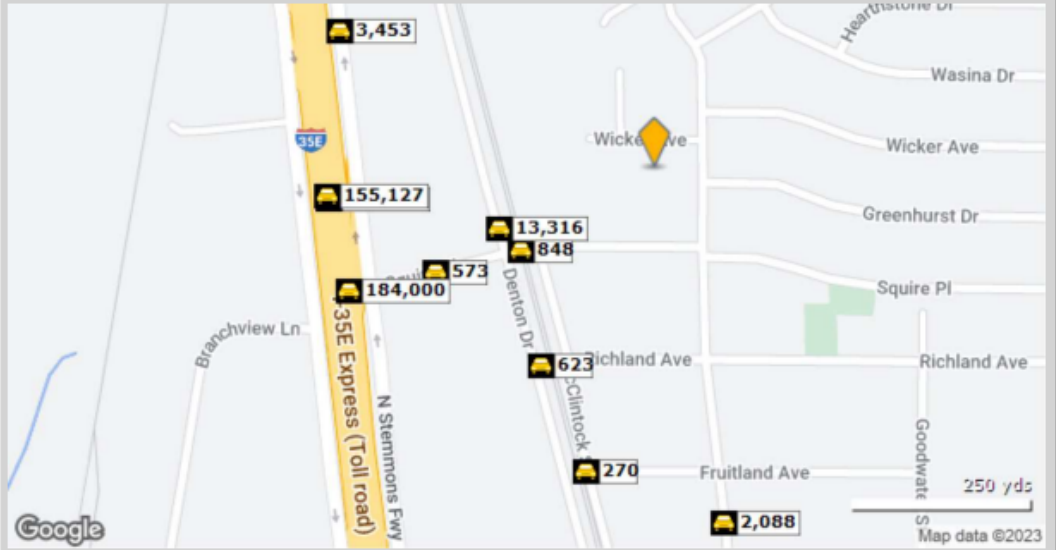 3,453
Hearthstone Dr
Wasina Dr
35E
Wicker Ave
Wicker Ave
155,127
Greenhurst Dr
13,316
848
573
184,000
Squire Pl
Denton Dr
Branchview Ln
I-35E Express (Toll road)
623
Richland Ave
Richland Ave
N Stemmons Fwy
270
Fruitland Ave
250 yds
2,088
Google
Map data ©2023